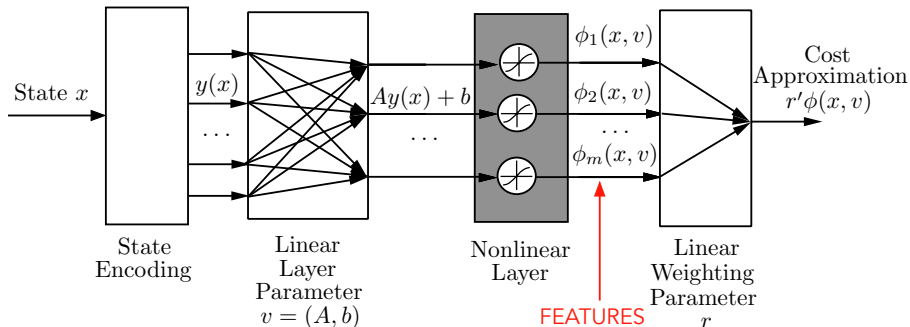 State x
State
Encoding
y(x)
. . .
Linear
Layer
Parameter
v = (A, b)
Ay(x) + b
. . .
Nonlinear
Layer
ϕ₁(x, v)
ϕ₂(x, v)
. . .
ϕₘ(x, v)
FEATURES
Linear
Weighting
Parameter
r
Cost
Approximation
r′ϕ(x, v)